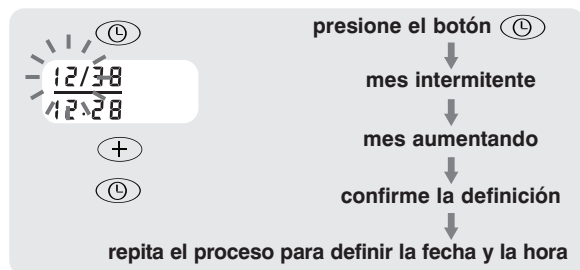 presione el botón
12/38
mes intermitente
12:28
mes aumentando
+
confirme la definición
repita el proceso para definir la fecha y la hora